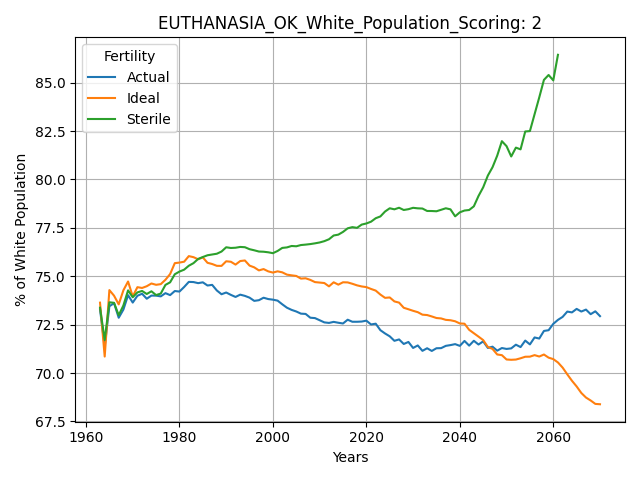 EUTHANASIA_OK_White_Population_Scoring: 2
Fertility
Actual
Ideal
Sterile
% of White Population
85.0
82.5
80.0
77.5
75.0
72.5
70.0
67.5
1960 1980 2000 2020 2040 2060
Years